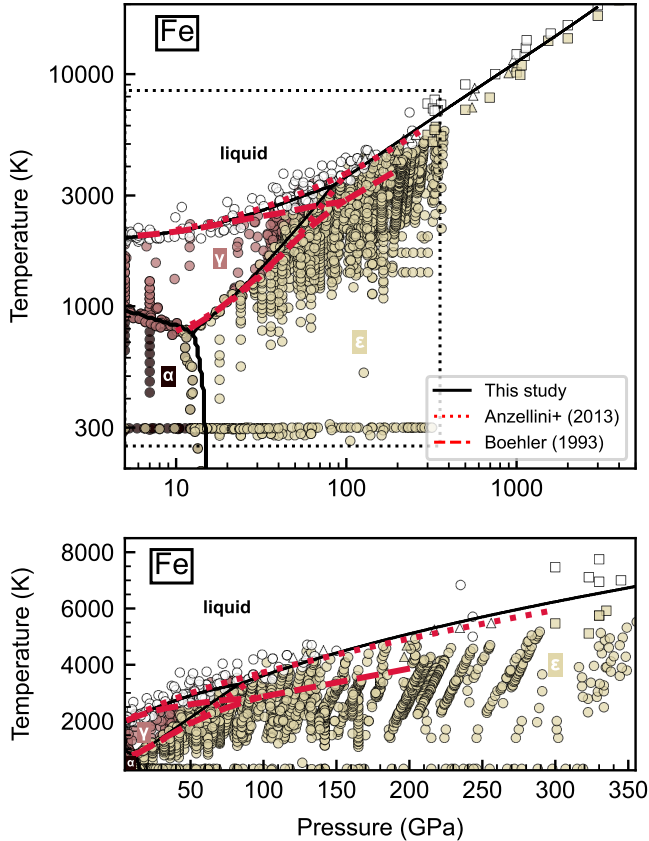 Fe
10000
3000
1000
300
Temperature (K)
liquid
γ
α
ε
This study
Anzellini+ (2013)
Boehler (1993)
10
100
1000
Fe
8000
6000
4000
2000
Temperature (K)
liquid
γ
α
ε
50
100
150
200
250
300
350
Pressure (GPa)